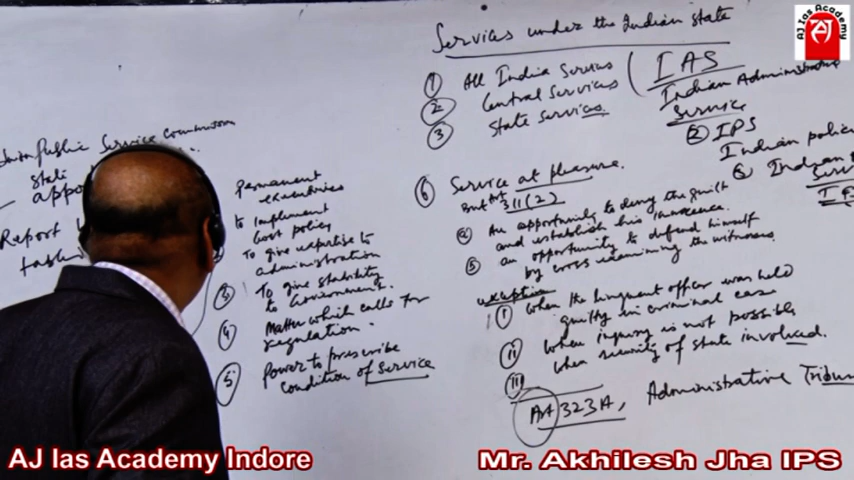 Services under the Indian state
① All India Services
② Central Services
③ State Services
IAS
Indian Administrative
Service
② IPS
Indian police
Indian
Public Service Commission
Report
permanent
executives
To implement
Govt policy
To give expertise to
administration
③ To give stability
to Government.
④ Matter which calls for
regulation.
⑤ Power to prescribe
condition of service
⑥ Service at pleasure.
But Art 311(2)
ⓐ An opportunity to deny the guilt
and establish his innocence.
ⓑ an opportunity to defend himself
by cross examining the witnesses
exception
(i) when the officer was held
guilty in criminal case
(ii) when inquiry is not possible
(iii) when security of state involved.
Art 323A, Administrative
AJ Ias Academy
AJ
AJ Ias Academy Indore
Mr. Akhilesh Jha IPS